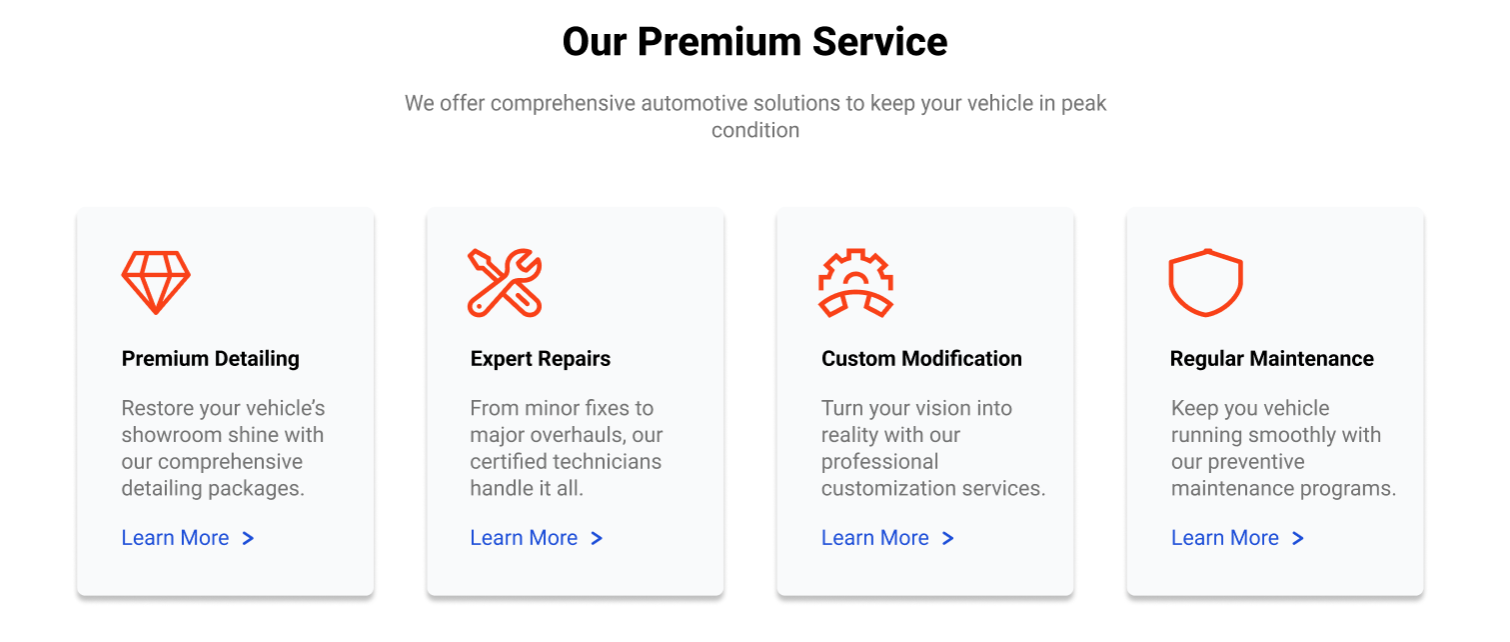 Our Premium Service
We offer comprehensive automotive solutions to keep your vehicle in peak
condition
Premium Detailing
Restore your vehicle’s
showroom shine with
our comprehensive
detailing packages.
Learn More >
Expert Repairs
From minor fixes to
major overhauls, our
certified technicians
handle it all.
Learn More >
Custom Modification
Turn your vision into
reality with our
professional
customization services.
Learn More >
Regular Maintenance
Keep you vehicle
running smoothly with
our preventive
maintenance programs.
Learn More >